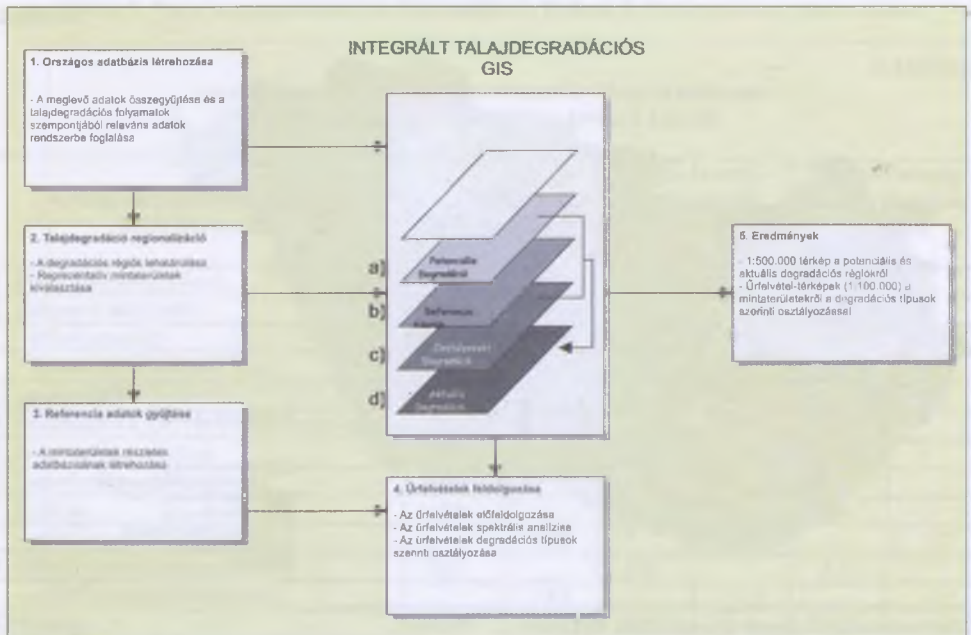 INTEGRÁLT TALAJDEGRADÁCIÓS
GIS
1. Országos adatbázis létrehozása
- A meglevő adatok összegyűjtése és a
talajdegradációs folyamatok
szempontjából releváns adatok
rendszerbe foglalása
2. Talajdegradáció regionalizáció
- A degradációs régiós lehatárolása
- Reprezentatív mintaterületek
kiválasztása
3. Referencia adatok gyűjtése
- A mintaterületek részletes
adatbázisának létrehozása
a)
Potenciális
Degradáció
b)
Referencia
c)
Degradáció
d)
Aktuális
Degradáció
4. Űrfelvételek feldolgozása
- Az űrfelvételek előfeldolgozása
- Az űrfelvételek spektrális analízise
- Az űrfelvételek degradációs típusok
szerinti osztályozása
5. Eredmények
- 1:500.000 térkép a potenciális és
aktuális degradációs régiókról
- Űrfelvétel-térképek (1:100.000) a
mintaterületekről a degradációs típusok
szerinti osztályozással